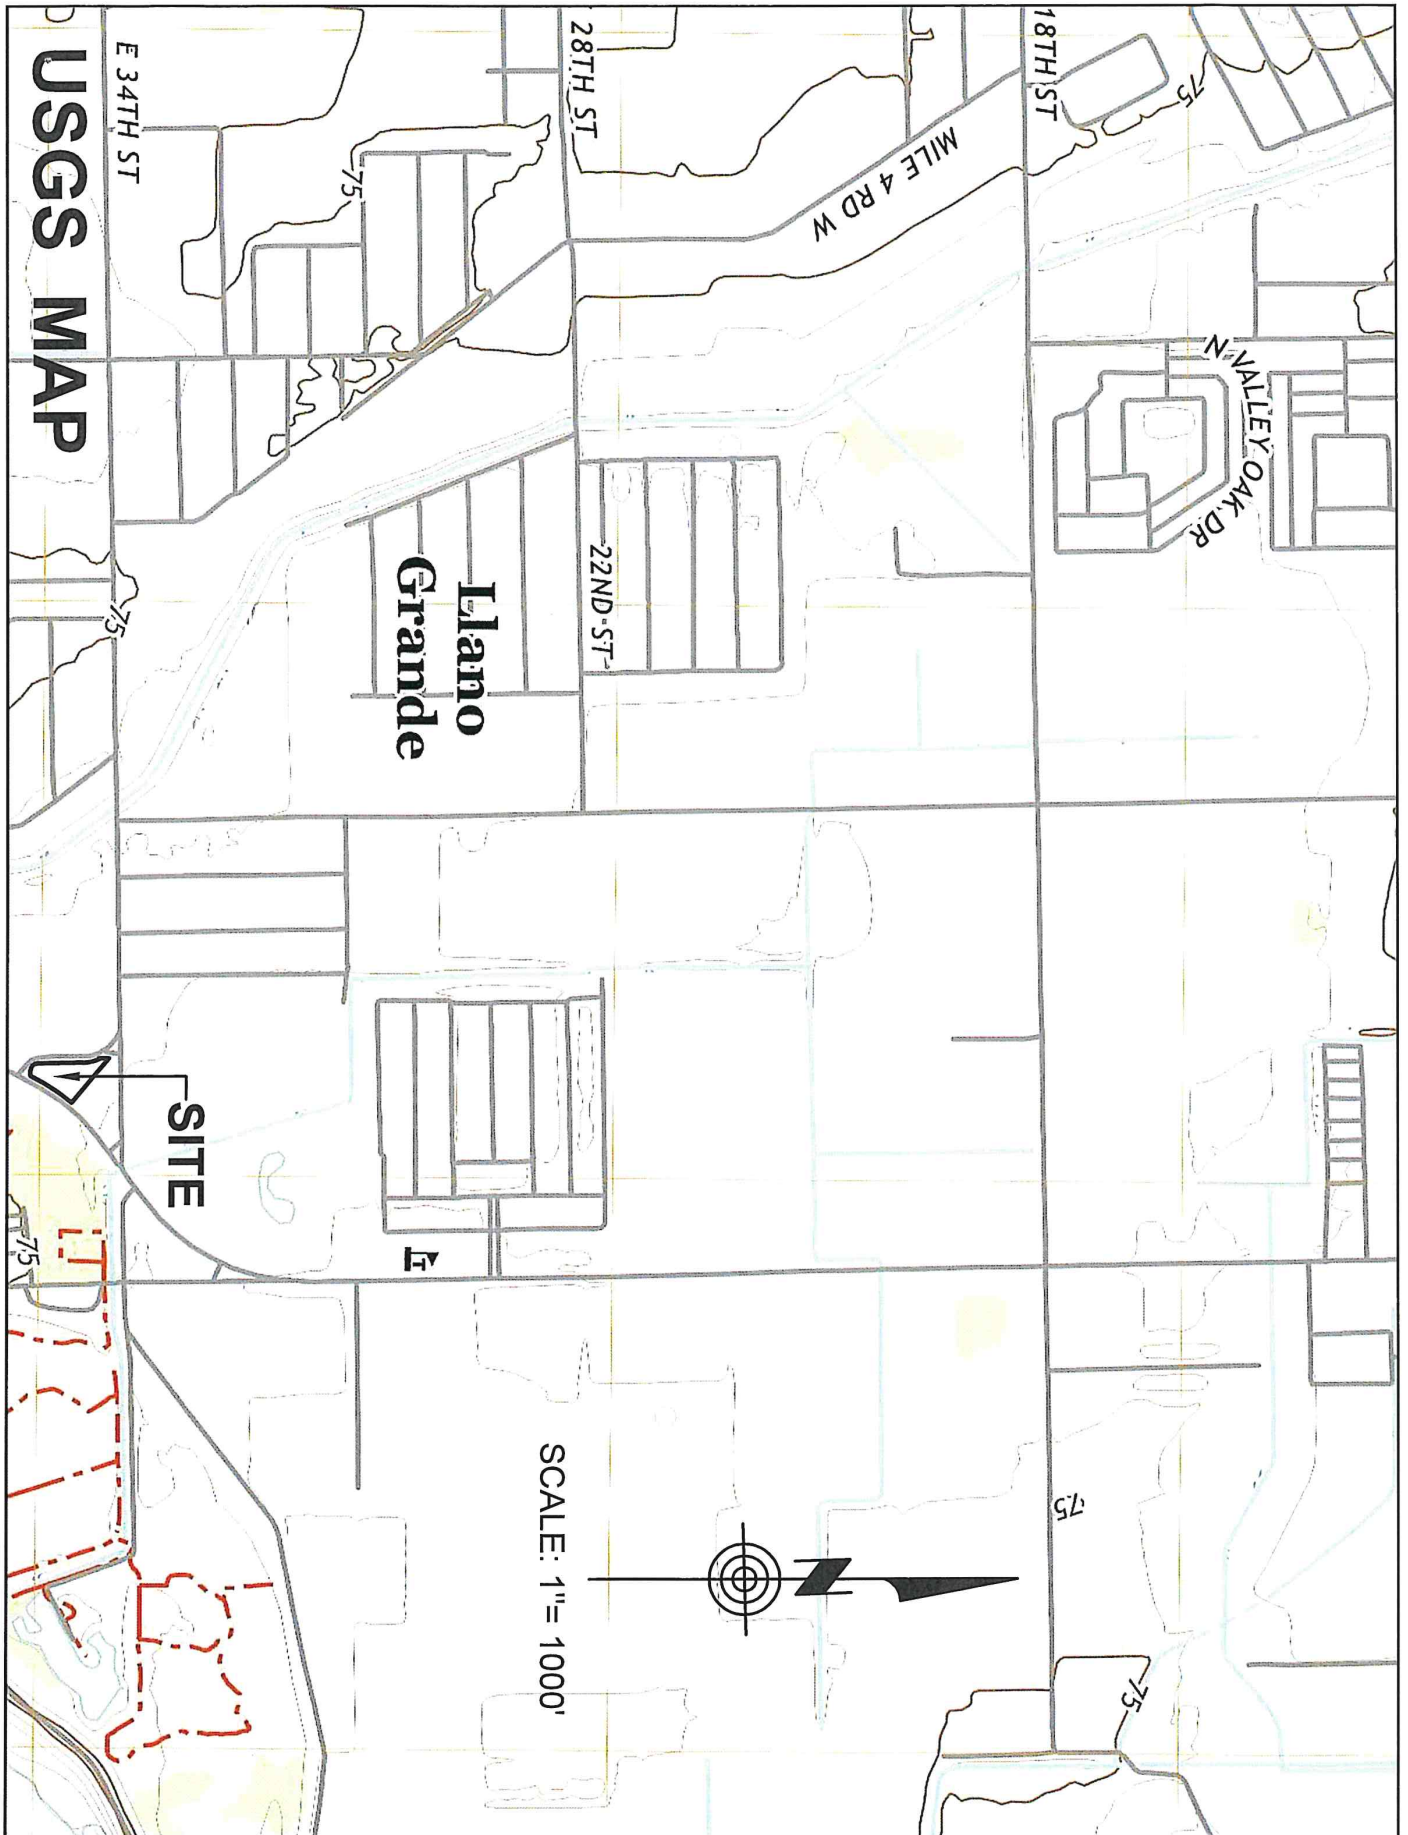 18TH ST
75
N VALLEY OAK DR
MILE 4 RD W
28TH ST
22ND ST
Llano
Grande
75
E 34TH ST
75
75
75
75
SITE
N
SCALE: 1"= 1000'
USGS MAP